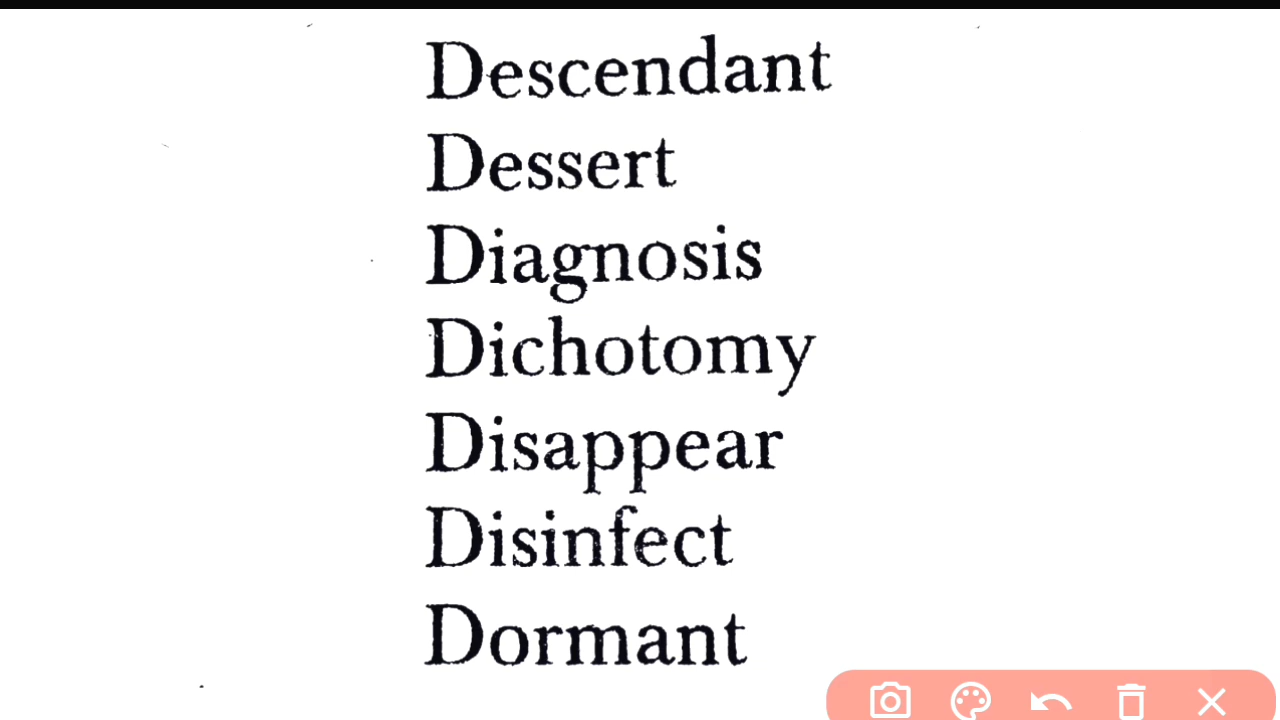 Descendant
Dessert
Diagnosis
Dichotomy
Disappear
Disinfect
Dormant